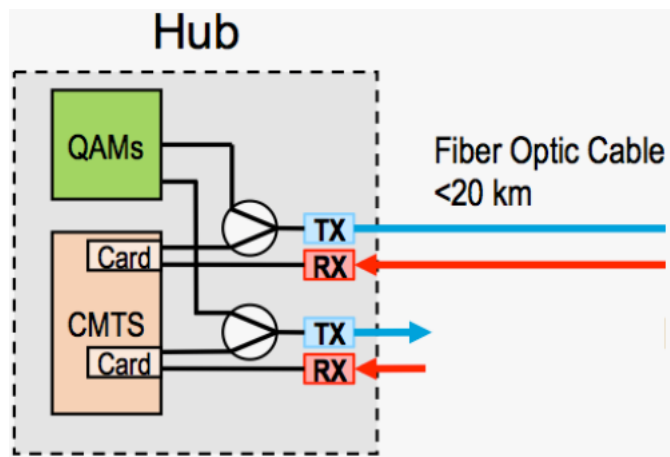 Hub
QAMs
Fiber Optic Cable
<20 km
TX
Card
RX
CMTS
TX
Card
RX